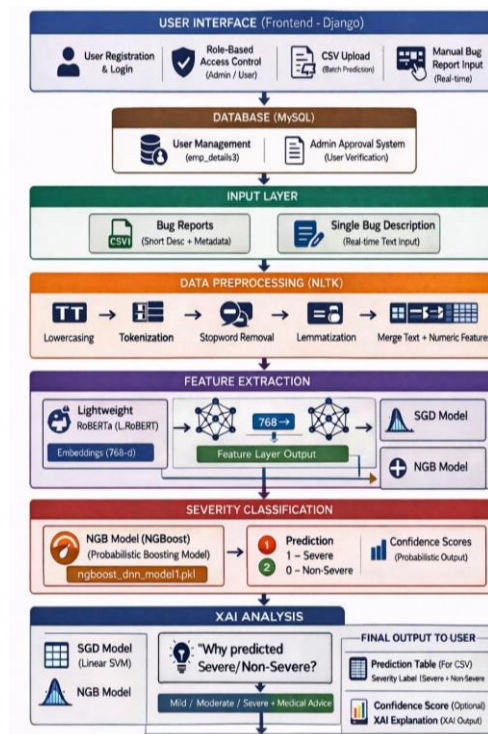 USER INTERFACE (Frontend - Django)
User Registration
& Login
Role-Based
Access Control
(Admin / User)
CSV Upload
(Batch Prediction)
Manual Bug
Report Input
(Real-time)
DATABASE (MySQL)
User Management
(emp_details3)
Admin Approval System
(User Verification)
INPUT LAYER
CSVI
Bug Reports
(Short Desc + Metadata)
Single Bug Description
(Real-time Text Input)
DATA PREPROCESSING (NLTK)
TT
Lowercasing
Tokenization
Stopword Removal
Lemmatization
Merge Text + Numeric Features
FEATURE EXTRACTION
Lightweight
RoBERTa (L.RoBERT)
Embeddings (768-d)
768 →
Feature Layer Output
SGD Model
NGB Model
SEVERITY CLASSIFICATION
NGB Model (NGBoost)
(Probabilistic Boosting Model)
ngboost_dnn_model1.pkl
1 Prediction
1 – Severe
2 0 – Non-Severe
Confidence Scores
(Probabilistic Output)
XAI ANALYSIS
SGD Model
(Linear SVM)
NGB Model
"Why predicted
Severe/Non-Severe?
Mild / Moderate / Severe + Medical Advice
FINAL OUTPUT TO USER
Prediction Table (For CSV)
Severity Label (Severe + Non-Severe
Confidence Score (Optional)
XAI Explanation (XAI Output)